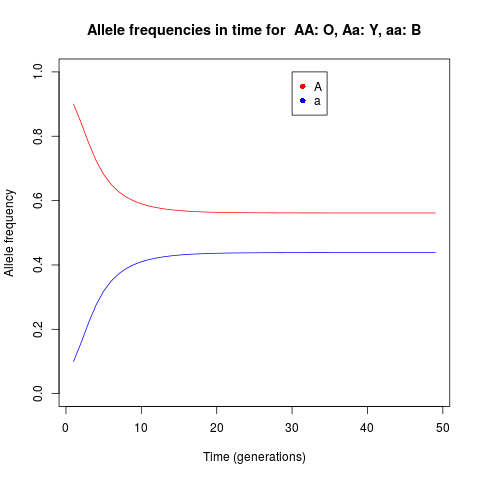 Allele frequencies in time for  AA: O, Aa: Y, aa: B
A
a
1.0
0.8
0.6
0.4
0.2
0.0
Allele frequency
0 10 20 30 40 50
Time (generations)